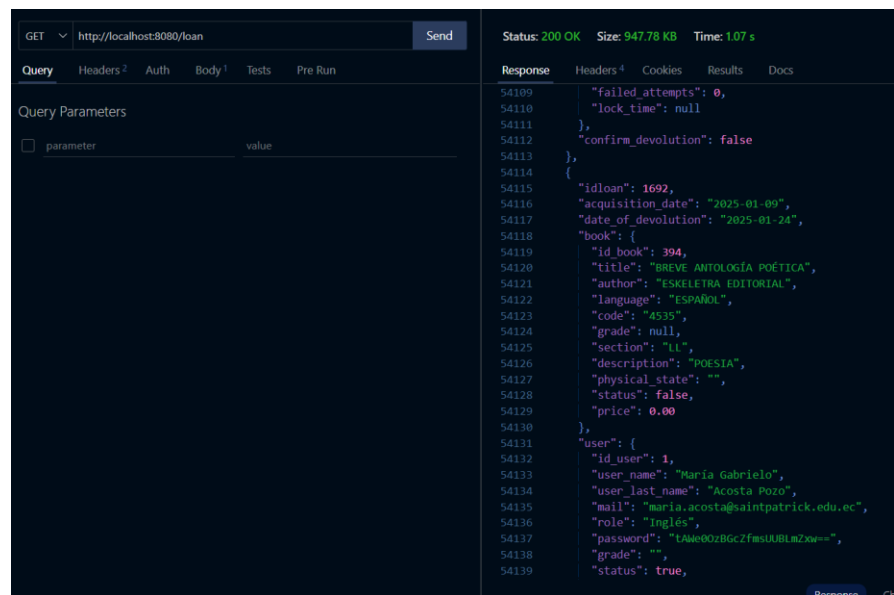 GET http://localhost:8080/loan Send
Status: 200 OK Size: 947.78 KB Time: 1.07 s
Query Headers 2 Auth Body 1 Tests Pre Run
Response Headers 4 Cookies Results Docs
Query Parameters
parameter value
54109 "failed_attempts": 0,
54110 "lock_time": null
54111 },
54112 "confirm_devolution": false
54113 },
54114 {
54115 "idloan": 1692,
54116 "acquisition_date": "2025-01-09",
54117 "date_of_devolution": "2025-01-24",
54118 "book": {
54119 "id_book": 394,
54120 "title": "BREVE ANTOLOGÍA POÉTICA",
54121 "author": "ESKELETRA EDITORIAL",
54122 "language": "ESPAÑOL",
54123 "code": "4535",
54124 "grade": null,
54125 "section": "LL",
54126 "description": "POESIA",
54127 "physical_state": "",
54128 "status": false,
54129 "price": 0.00
54130 },
54131 "user": {
54132 "id_user": 1,
54133 "user_name": "María Gabrielo",
54134 "user_last_name": "Acosta Pozo",
54135 "mail": "maria.acosta@saintpatrick.edu.ec",
54136 "role": "Inglés",
54137 "password": "tAWe0OzBGcZfmsUUBLmZxw==",
54138 "grade": "",
54139 "status": true,
Response